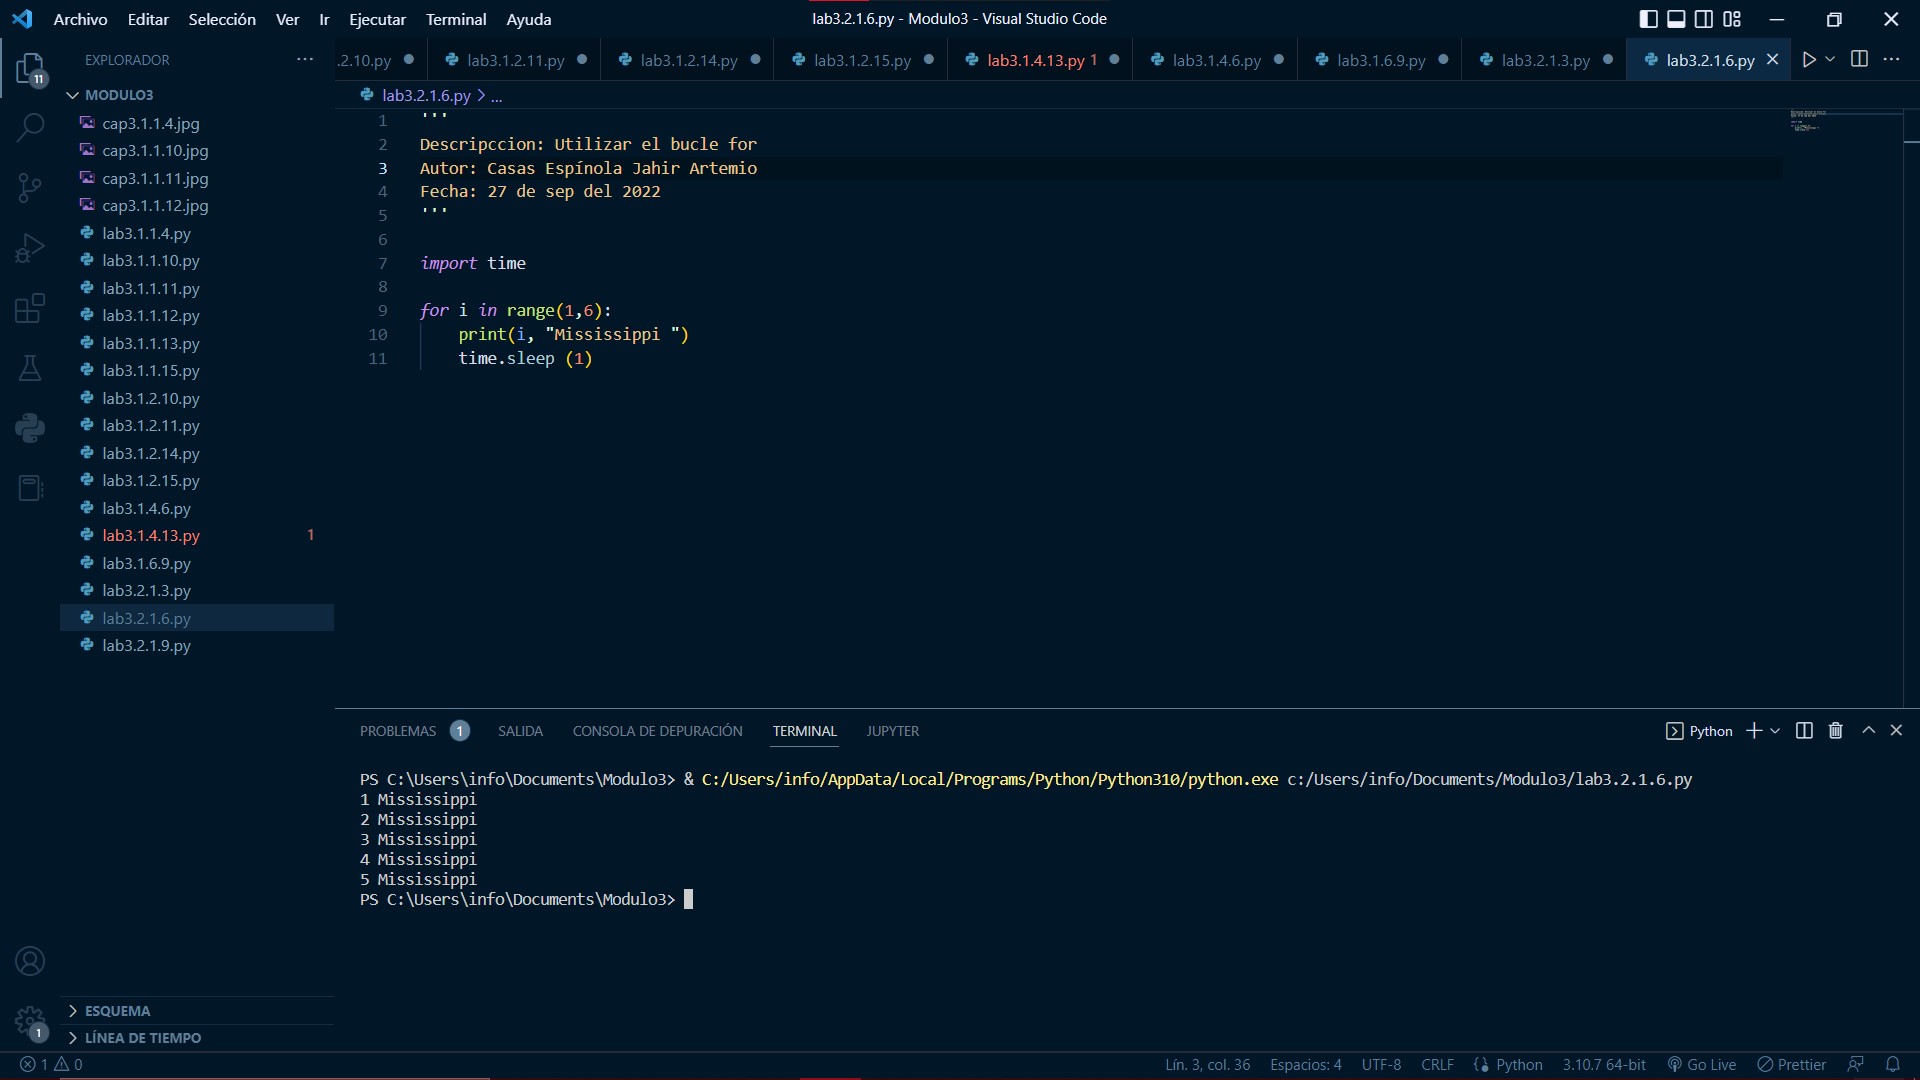 Archivo Editar Selección Ver Ir Ejecutar Terminal Ayuda
lab3.2.1.6.py - Modulo3 - Visual Studio Code
EXPLORADOR
.2.10.py lab3.1.2.11.py lab3.1.2.14.py lab3.1.2.15.py lab3.1.4.13.py 1 lab3.1.4.6.py lab3.1.6.9.py lab3.2.1.3.py lab3.2.1.6.py
11
MODULO3
cap3.1.1.4.jpg
cap3.1.1.10.jpg
cap3.1.1.11.jpg
cap3.1.1.12.jpg
lab3.1.1.4.py
lab3.1.1.10.py
lab3.1.1.11.py
lab3.1.1.12.py
lab3.1.1.13.py
lab3.1.1.15.py
lab3.1.2.10.py
lab3.1.2.11.py
lab3.1.2.14.py
lab3.1.2.15.py
lab3.1.4.6.py
lab3.1.4.13.py 1
lab3.1.6.9.py
lab3.2.1.3.py
lab3.2.1.6.py
lab3.2.1.9.py
lab3.2.1.6.py > ...
1 '''
2 Descripccion: Utilizar el bucle for
3 Autor: Casas Espínola Jahir Artemio
4 Fecha: 27 de sep del 2022
5 '''
6
7 import time
8
9 for i in range(1,6):
10 print(i, "Mississippi ")
11 time.sleep (1)
PROBLEMAS 1 SALIDA CONSOLA DE DEPURACIÓN TERMINAL JUPYTER
Python
PS C:\Users\info\Documents\Modulo3> & C:/Users/info/AppData/Local/Programs/Python/Python310/python.exe c:/Users/info/Documents/Modulo3/lab3.2.1.6.py
1 Mississippi
2 Mississippi
3 Mississippi
4 Mississippi
5 Mississippi
PS C:\Users\info\Documents\Modulo3>
ESQUEMA
1
LÍNEA DE TIEMPO
1 0
Lín. 3, col. 36 Espacios: 4 UTF-8 CRLF Python 3.10.7 64-bit Go Live Prettier